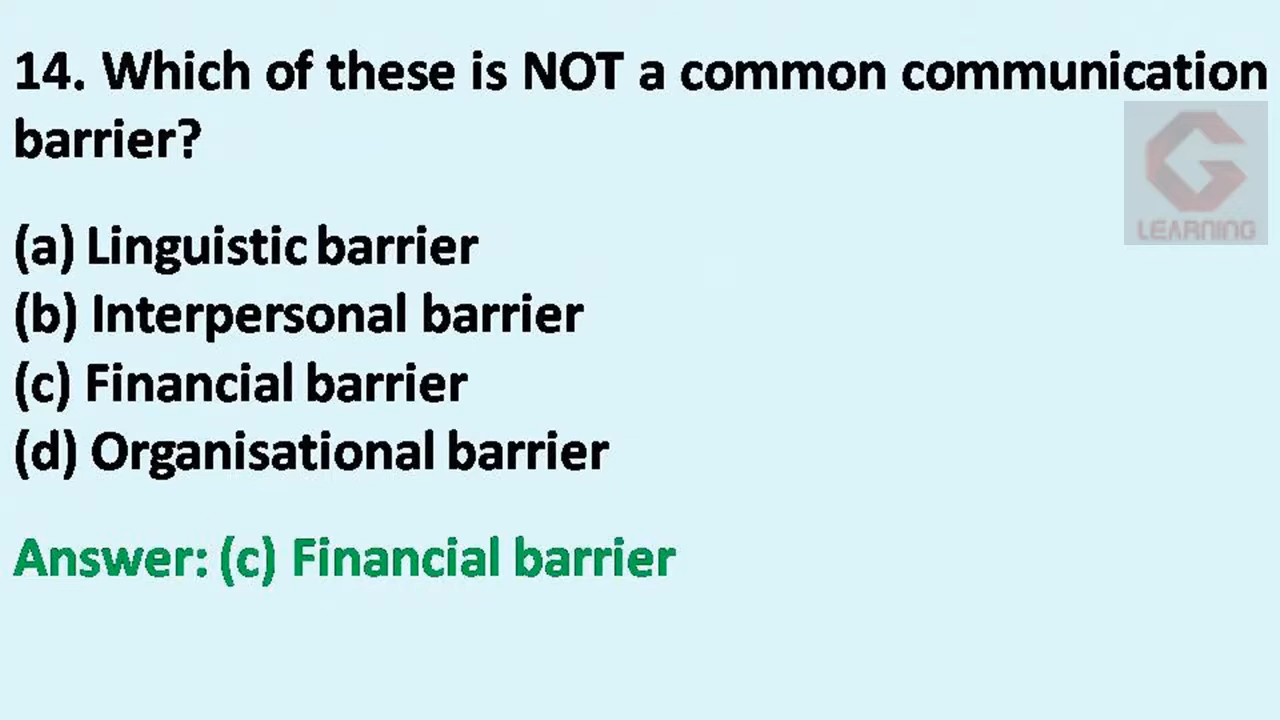 14. Which of these is NOT a common communication
barrier?
LEARNING
(a) Linguistic barrier
(b) Interpersonal barrier
(c) Financial barrier
(d) Organisational barrier
Answer: (c) Financial barrier